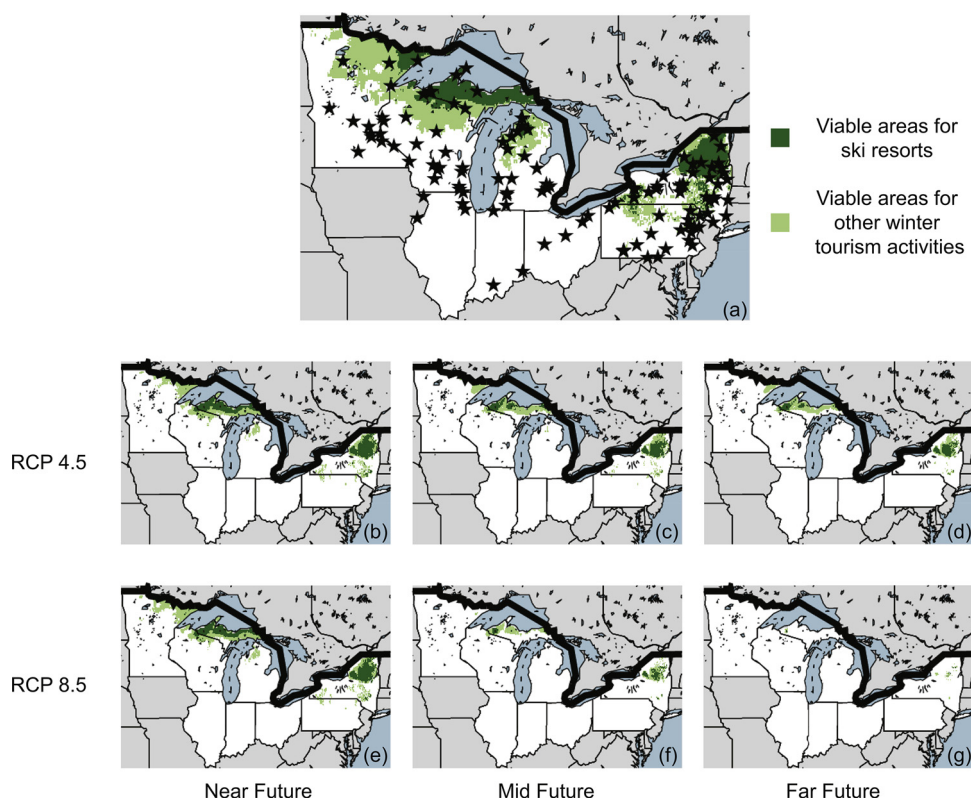 Viable areas for
ski resorts
Viable areas for
other winter
tourism activities
(a)
RCP 4.5
(b)
(c)
(d)
RCP 8.5
(e)
(f)
(g)
Near Future
Mid Future
Far Future